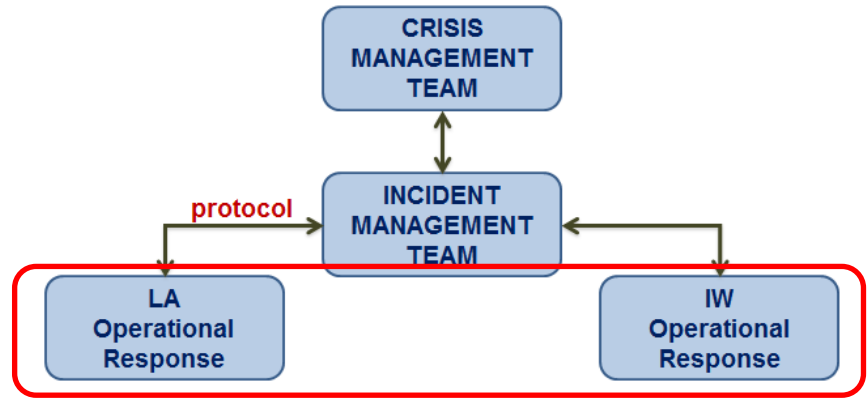 CRISIS
MANAGEMENT
TEAM
protocol
INCIDENT
MANAGEMENT
TEAM
LA
Operational
Response
IW
Operational
Response